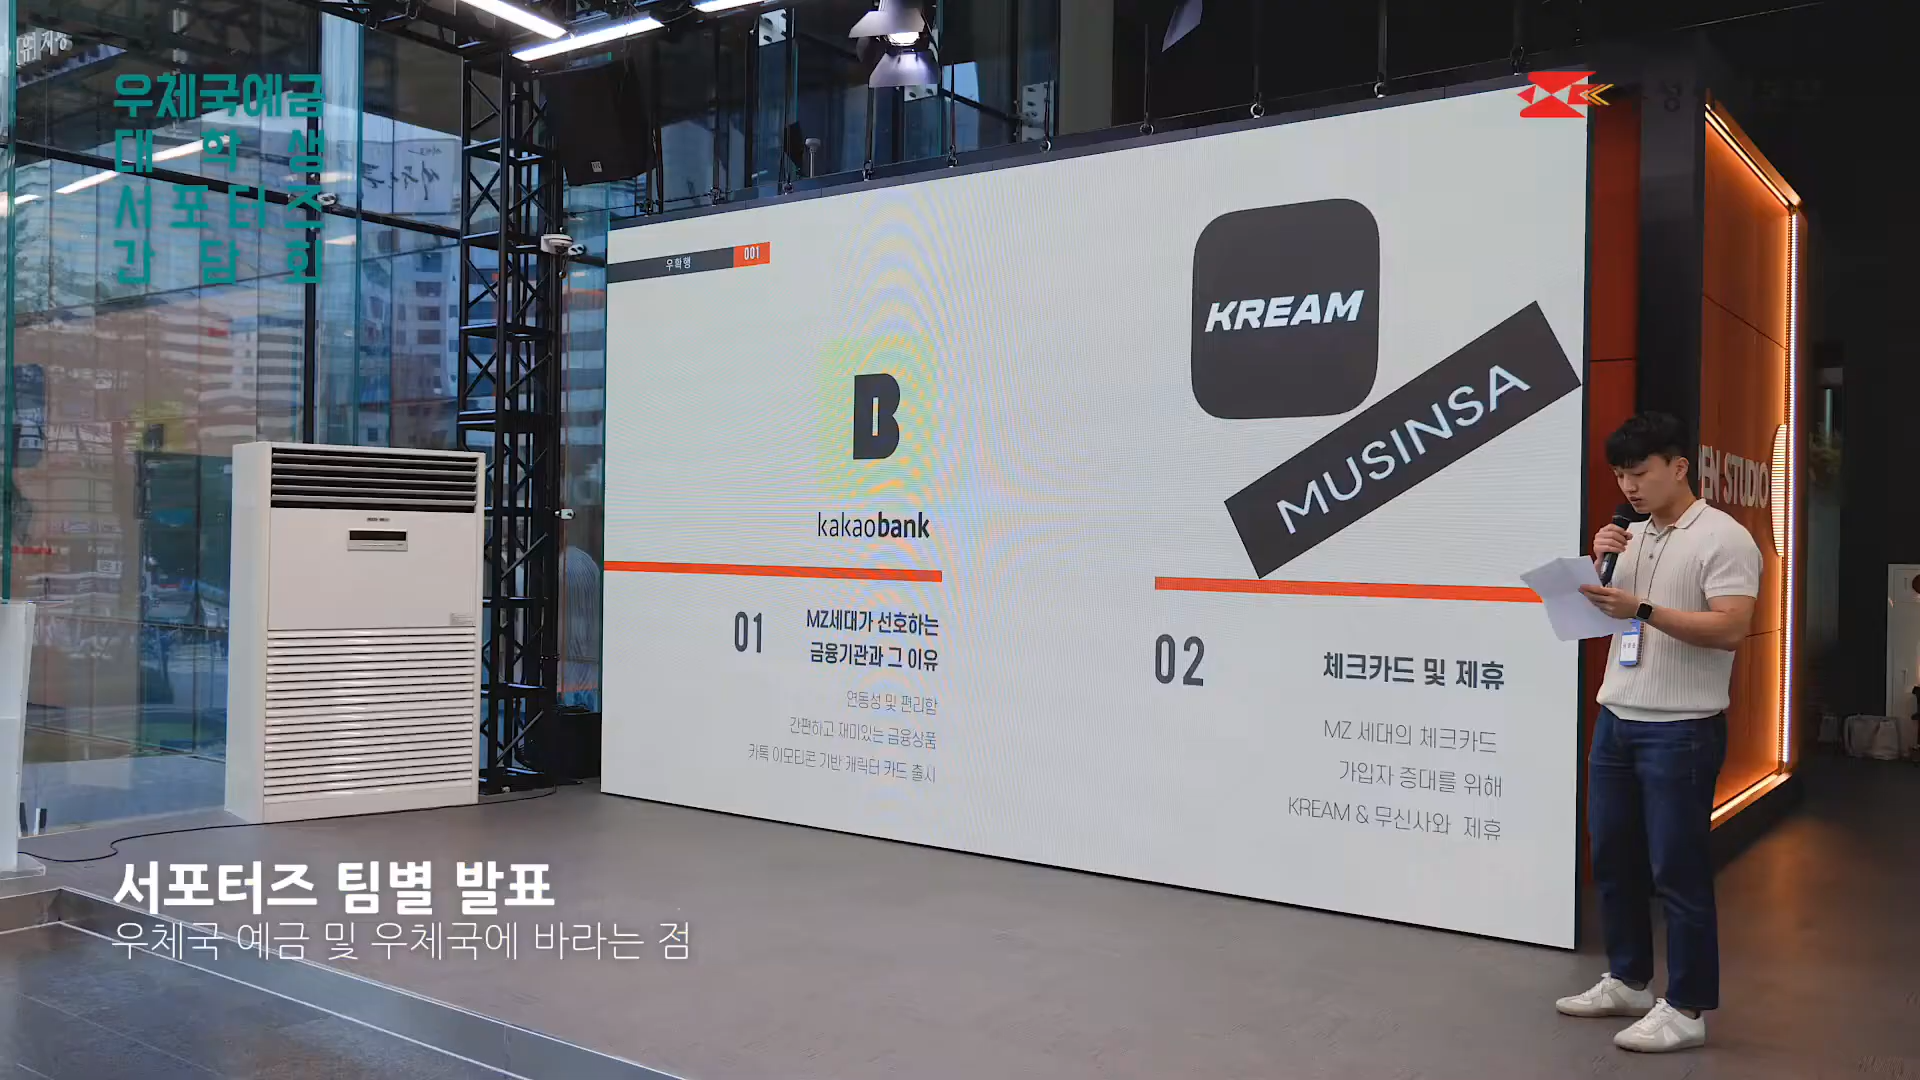 우체국예금
대학생
서포터즈
간담회
우확행 001
KREAM
MUSINSA
B
kakaobank
01 MZ세대가 선호하는
금융기관과 그 이유
연동성 및 편리함
간편하고 재미있는 금융상품
카톡 이모티콘 기반 캐릭터 카드 출시
02 체크카드 및 제휴
MZ 세대의 체크카드
가입자 증대를 위해
KREAM & 무신사와 제휴
EN STUDIO
서포터즈 팀별 발표
우체국 예금 및 우체국에 바라는 점